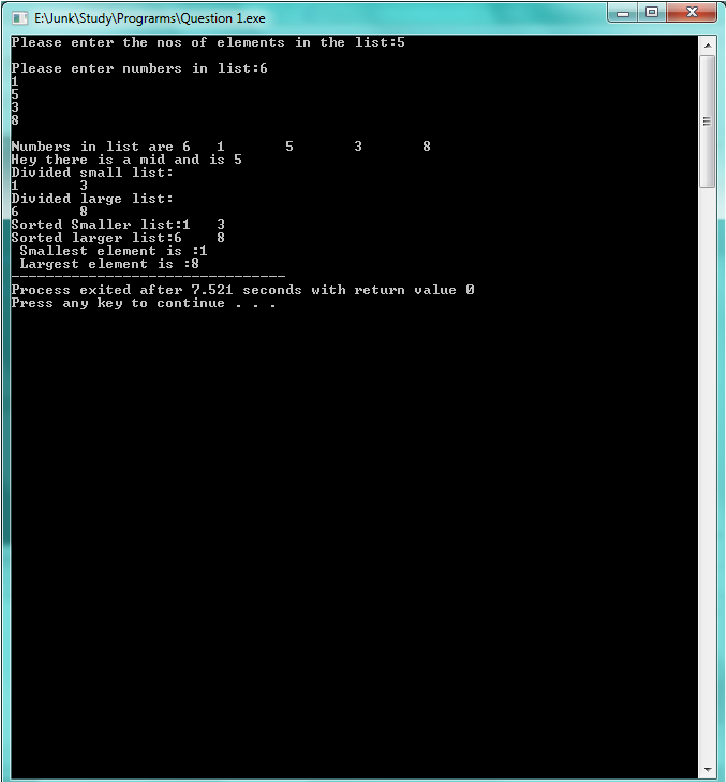 E:\Junk\Study\Programs\Question 1.exe
Please enter the nos of elements in the list:5
Please enter numbers in list:6
1
5
3
8
Numbers in list are 6 1 5 3 8
Hey there is a mid and is 5
Divided small list:
1 3
Divided large list:
6 8
Sorted Smaller list:1 3
Sorted larger list:6 8
Smallest element is :1
Largest element is :8
--------------------------------
Process exited after 7.521 seconds with return value 0
Press any key to continue . . .